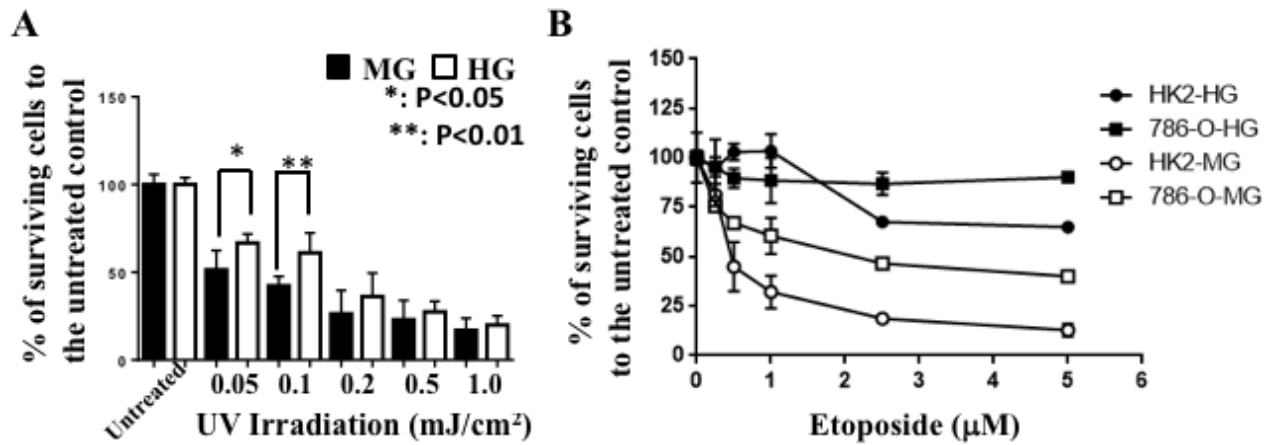 A
MG HG
*: P<0.05
**: P<0.01
% of surviving cells to
the untreated control
150
100
50
0
*
**
Untreated
0.05 0.1 0.2 0.5 1.0
UV Irradiation (mJ/cm²)
B
% of surviving cells
to the untreated control
150
125
100
75
50
25
0
0 1 2 3 4 5 6
Etoposide (µM)
HK2-HG
786-O-HG
HK2-MG
786-O-MG